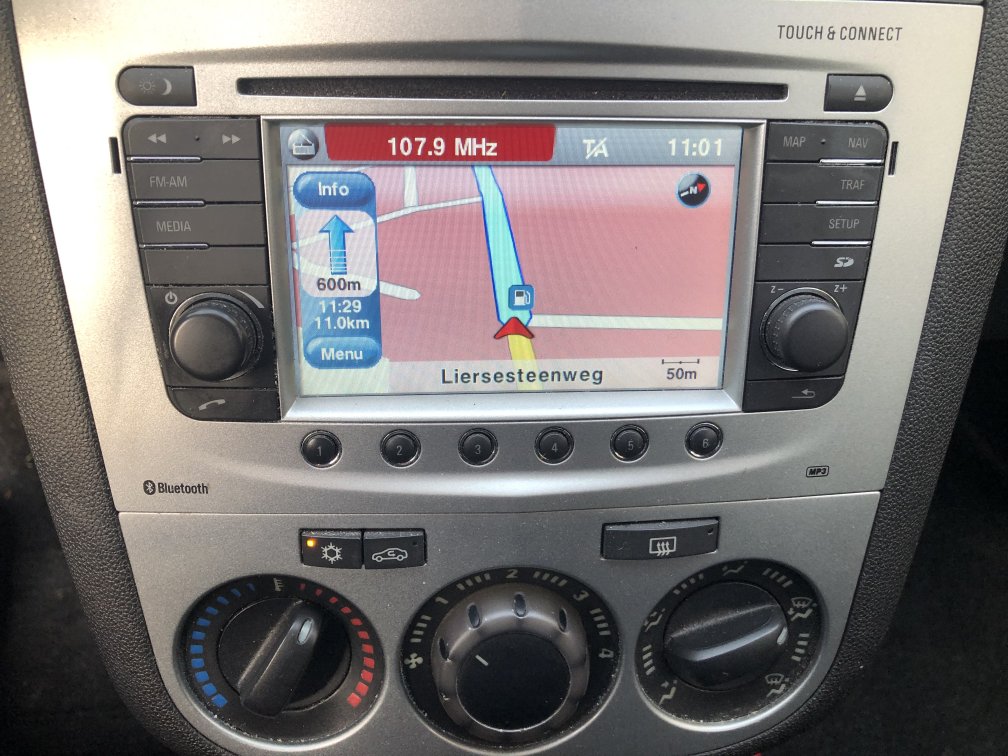 TOUCH & CONNECT
107.9 MHz TA 11:01
MAP NAV
FM-AM
Info
N
TRAF
MEDIA
SETUP
600m
SD
11:29
11.0km
z- z+
Menu
Liersesteenweg
50m
1 2 3 4 5 6
Bluetooth
MP3
1 2 3 4